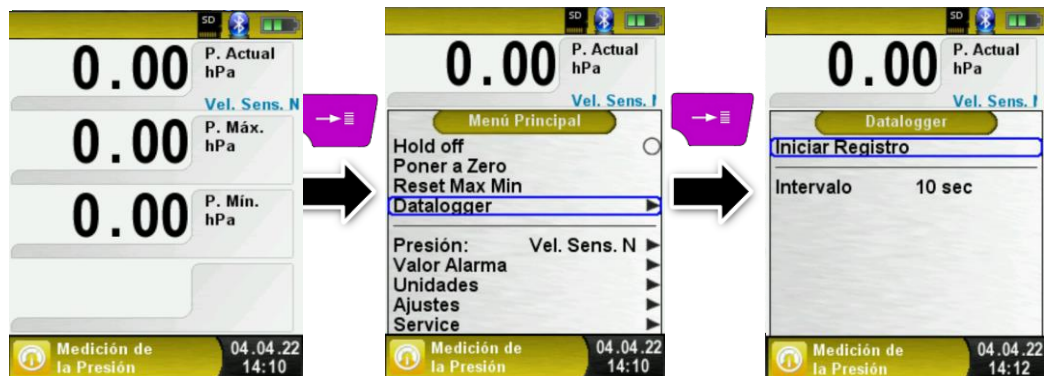 SD
0.00 P. Actual
hPa
Vel. Sens. N
0.00 P. Máx.
hPa
0.00 P. Mín.
hPa
Medición de
la Presión
04.04.22
14:10
SD
0.00 P. Actual
hPa
Vel. Sens.
Menú Principal
Hold off
Poner a Zero
Reset Max Min
Datalogger
Presión: Vel. Sens. N
Valor Alarma
Unidades
Ajustes
Service
Medición de
la Presión
04.04.22
14:10
SD
0.00 P. Actual
hPa
Vel. Sens.
Datalogger
Iniciar Registro
Intervalo 10 sec
Medición de
la Presión
04.04.22
14:12